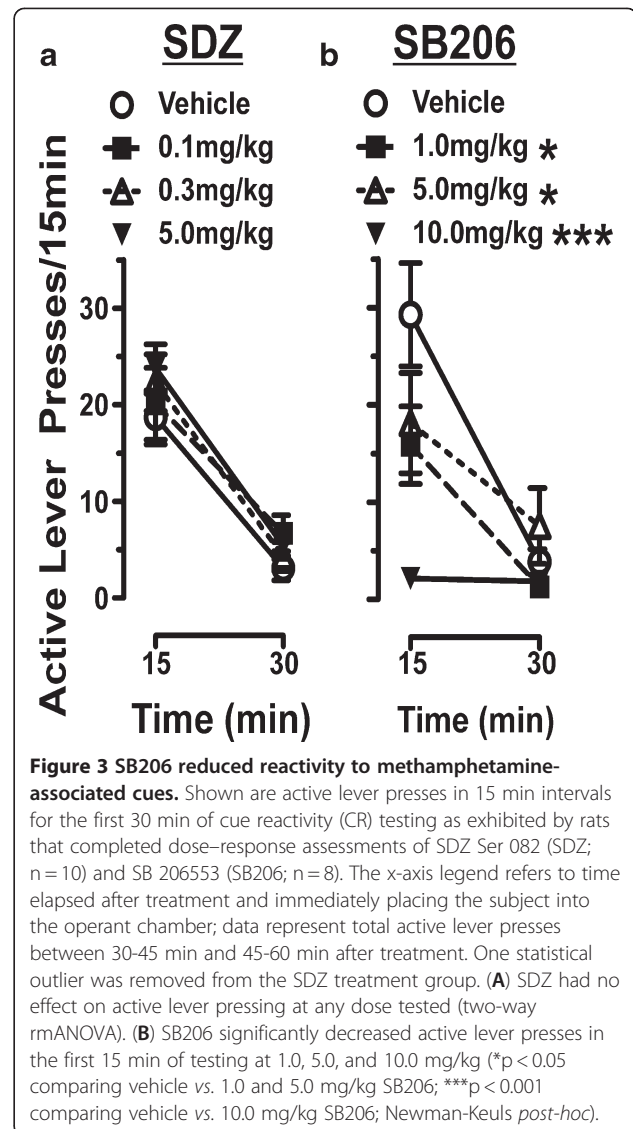 a SDZ b SB206
Vehicle Vehicle
0.1mg/kg 1.0mg/kg *
0.3mg/kg 5.0mg/kg *
5.0mg/kg 10.0mg/kg ***
Active Lever Presses/15min
30
20
10
0
15 30 15 30
Time (min) Time (min)
Figure 3 SB206 reduced reactivity to methamphetamine-
associated cues. Shown are active lever presses in 15 min intervals
for the first 30 min of cue reactivity (CR) testing as exhibited by rats
that completed dose–response assessments of SDZ Ser 082 (SDZ;
n = 10) and SB 206553 (SB206; n = 8). The x-axis legend refers to time
elapsed after treatment and immediately placing the subject into
the operant chamber; data represent total active lever presses
between 30-45 min and 45-60 min after treatment. One statistical
outlier was removed from the SDZ treatment group. (A) SDZ had no
effect on active lever pressing at any dose tested (two-way
rmANOVA). (B) SB206 significantly decreased active lever presses in
the first 15 min of testing at 1.0, 5.0, and 10.0 mg/kg (*p < 0.05
comparing vehicle vs. 1.0 and 5.0 mg/kg SB206; ***p < 0.001
comparing vehicle vs. 10.0 mg/kg SB206; Newman-Keuls post-hoc).